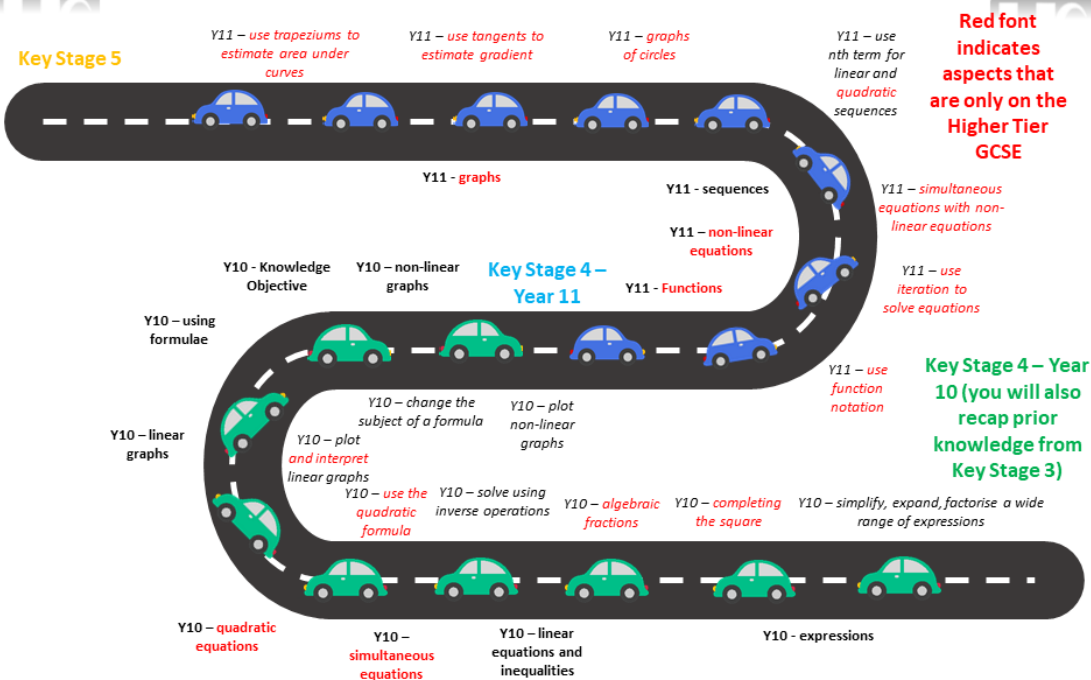 Key Stage 5
Y11 – use trapeziums to
estimate area under
curves
Y11 – use tangents to
estimate gradient
Y11 – graphs
of circles
Y11 – use
nth term for
linear and
quadratic
sequences
Red font
indicates
aspects that
are only on the
Higher Tier
GCSE
Y11 - graphs
Y11 - sequences
Y11 – simultaneous
equations with non-
linear equations
Y11 – non-linear
equations
Y10 - Knowledge
Objective
Y10 – non-linear
graphs
Key Stage 4 –
Year 11
Y11 - Functions
Y11 – use
iteration to
solve equations
Y10 – using
formulae
Y11 – use
function
notation
Key Stage 4 – Year
10 (you will also
recap prior
knowledge from
Key Stage 3)
Y10 – change the
subject of a formula
Y10 – plot
non-linear
graphs
Y10 – linear
graphs
Y10 – plot
and interpret
linear graphs
Y10 – use the
quadratic
formula
Y10 – solve using
inverse operations
Y10 – algebraic
fractions
Y10 – completing
the square
Y10 – simplify, expand, factorise a wide
range of expressions
Y10 – quadratic
equations
Y10 –
simultaneous
equations
Y10 – linear
equations and
inequalities
Y10 - expressions